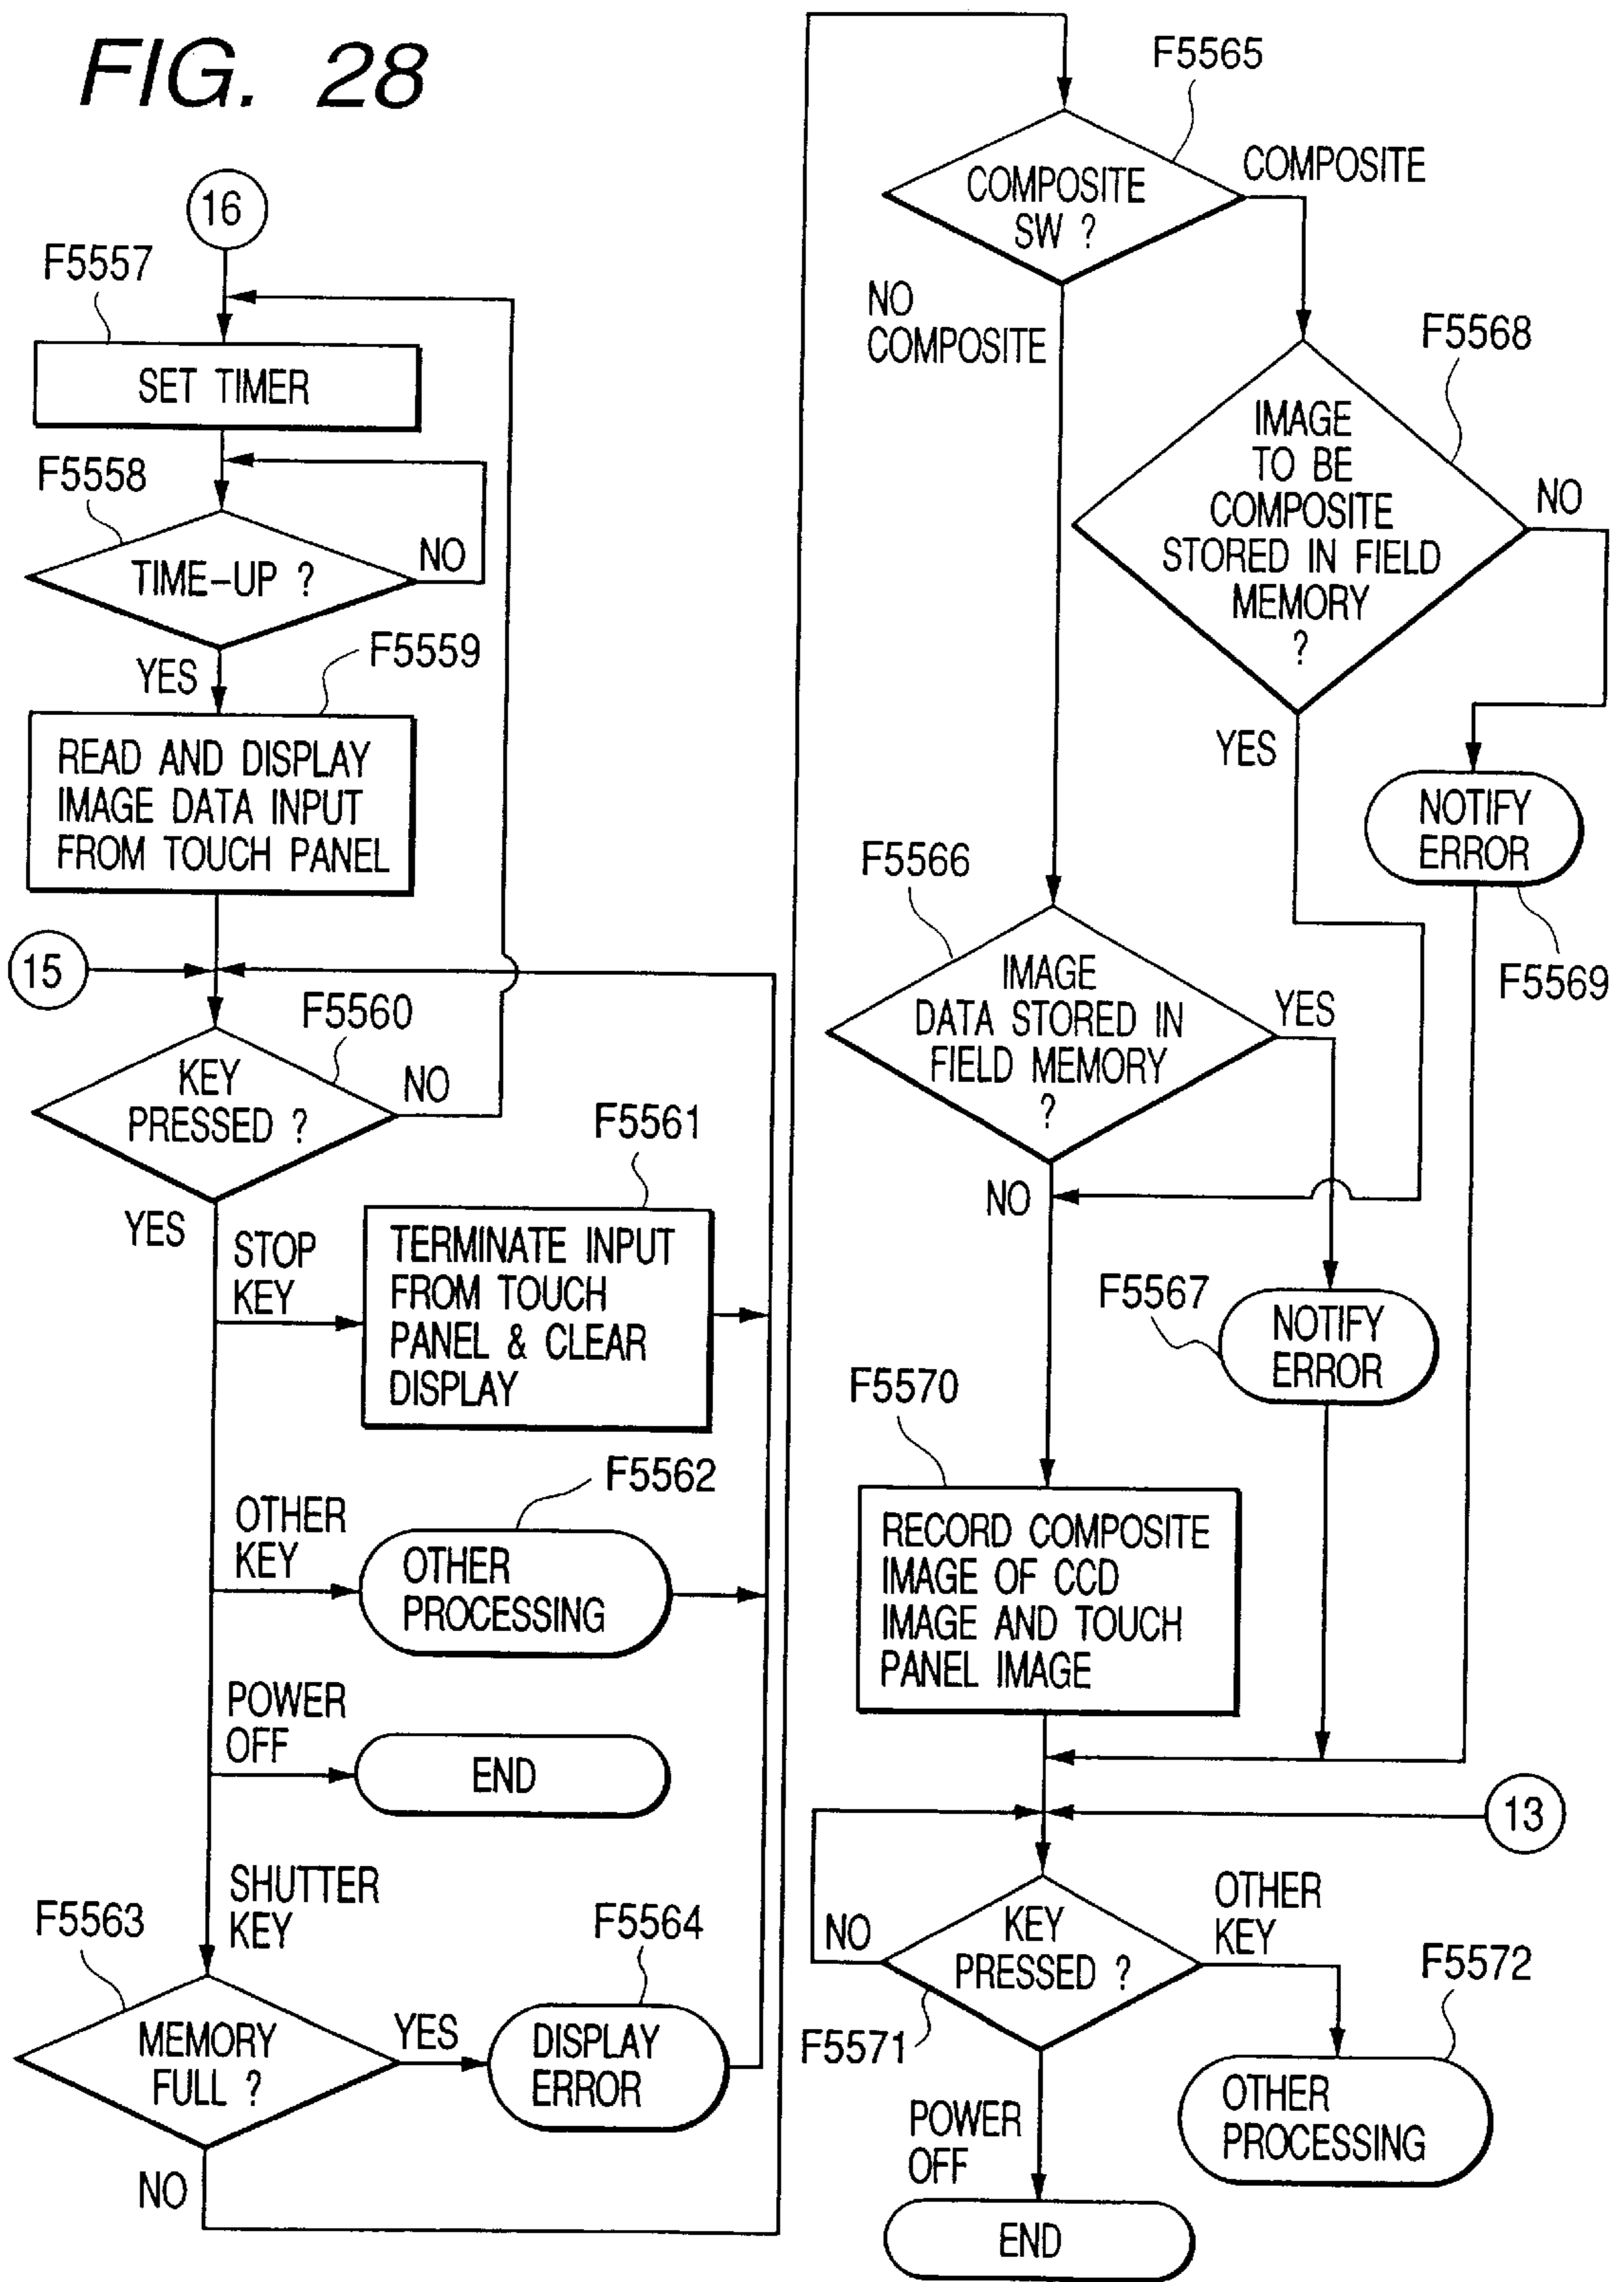 FIG. 28
16
F5557
SET TIMER
F5558
TIME-UP ?
NO
YES
F5559
READ AND DISPLAY
IMAGE DATA INPUT
FROM TOUCH PANEL
15
F5560
KEY
PRESSED ?
NO
YES
STOP
KEY
F5561
TERMINATE INPUT
FROM TOUCH
PANEL & CLEAR
DISPLAY
OTHER
KEY
F5562
OTHER
PROCESSING
POWER
OFF
END
SHUTTER
KEY
F5563
MEMORY
FULL ?
YES
F5564
DISPLAY
ERROR
NO
F5565
COMPOSITE
SW ?
COMPOSITE
NO
COMPOSITE
F5568
IMAGE
TO BE
COMPOSITE
STORED IN FIELD
MEMORY
?
NO
YES
NOTIFY
ERROR
F5569
F5566
IMAGE
DATA STORED IN
FIELD MEMORY
?
YES
NO
F5567
NOTIFY
ERROR
F5570
RECORD COMPOSITE
IMAGE OF CCD
IMAGE AND TOUCH
PANEL IMAGE
13
KEY
PRESSED ?
NO
F5571
OTHER
KEY
F5572
OTHER
PROCESSING
POWER
OFF
END